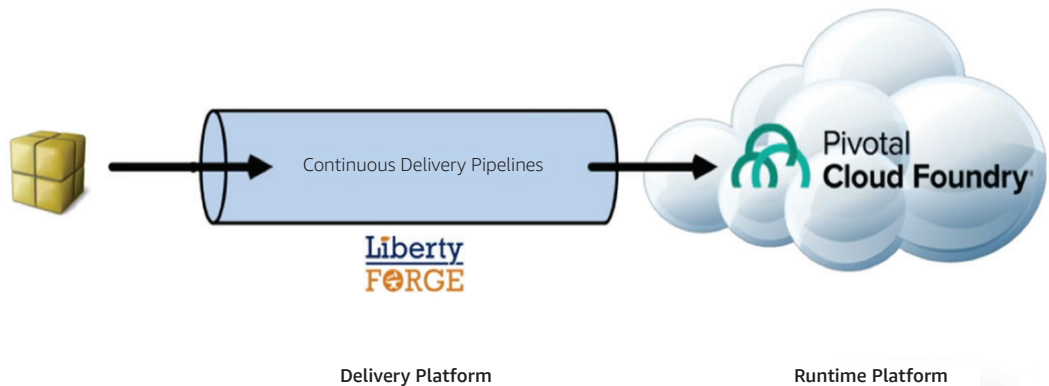 Continuous Delivery Pipelines
Pivotal
Cloud Foundry
Liberty
FORGE
Delivery Platform
Runtime Platform